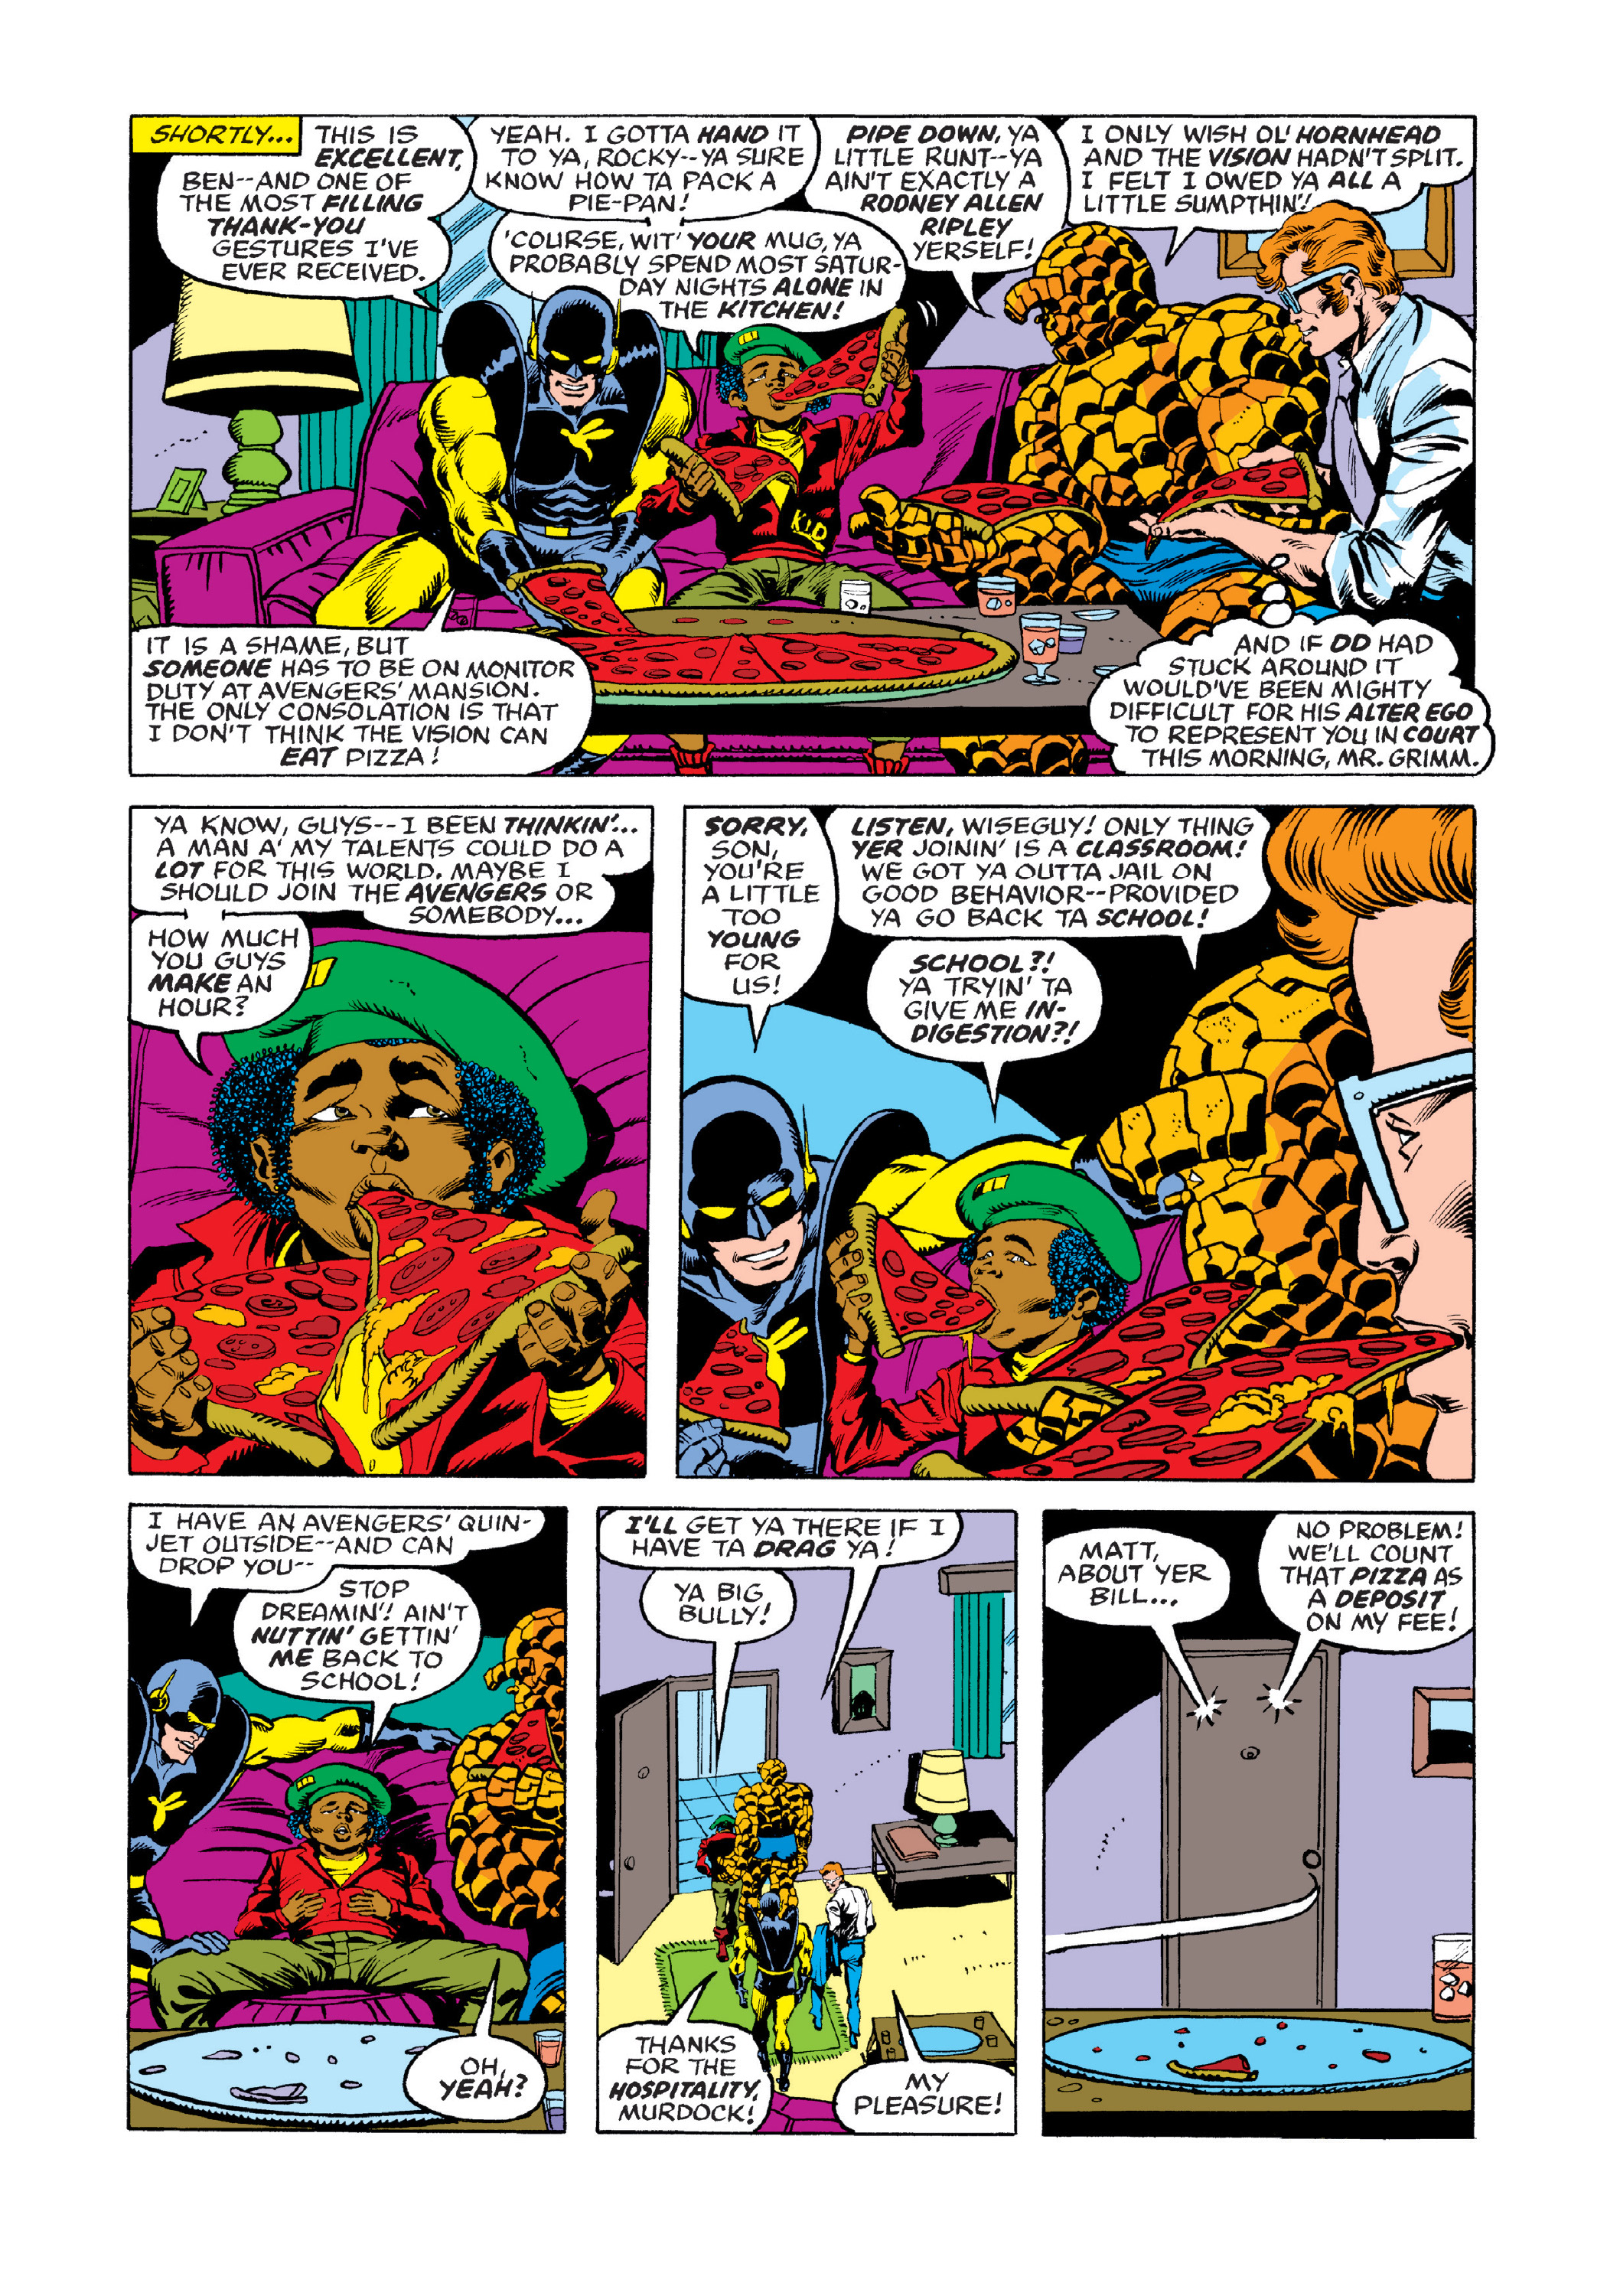 SHORTLY...
THIS IS
EXCELLENT,
BEN--AND ONE OF
THE MOST FILLING
THANK-YOU
GESTURES I'VE
EVER RECEIVED.
YEAH. I GOTTA HAND IT
TO YA, ROCKY--YA SURE
KNOW HOW TA PACK A
PIE-PAN!
'COURSE, WIT' YOUR MUG, YA
PROBABLY SPEND MOST SATUR-
DAY NIGHTS ALONE IN
THE KITCHEN!
PIPE DOWN, YA
LITTLE RUNT--YA
AIN'T EXACTLY A
RODNEY ALLEN
RIPLEY
YERSELF!
I ONLY WISH OL' HORNHEAD
AND THE VISION HADN'T SPLIT.
I FELT I OWED YA ALL A
LITTLE SUMPTHIN'!
KID
IT IS A SHAME, BUT
SOMEONE HAS TO BE ON MONITOR
DUTY AT AVENGERS' MANSION.
THE ONLY CONSOLATION IS THAT
I DON'T THINK THE VISION CAN
EAT PIZZA!
AND IF DD HAD
STUCK AROUND IT
WOULD'VE BEEN MIGHTY
DIFFICULT FOR HIS ALTER EGO
TO REPRESENT YOU IN COURT
THIS MORNING, MR. GRIMM.
YA KNOW, GUYS--I BEEN THINKIN'...
A MAN A' MY TALENTS COULD DO A
LOT FOR THIS WORLD. MAYBE I
SHOULD JOIN THE AVENGERS OR
SOMEBODY...
HOW MUCH
YOU GUYS
MAKE AN
HOUR?
SORRY,
SON,
YOU'RE
A LITTLE
TOO
YOUNG
FOR
US!
LISTEN, WISEGUY! ONLY THING
YER JOININ' IS A CLASSROOM!
WE GOT YA OUTTA JAIL ON
GOOD BEHAVIOR--PROVIDED
YA GO BACK TA SCHOOL!
SCHOOL?!
YA TRYIN' TA
GIVE ME IN-
DIGESTION?!
I HAVE AN AVENGERS' QUIN-
JET OUTSIDE--AND CAN
DROP YOU--
STOP
DREAMIN'! AIN'T
NUTTIN' GETTIN'
ME BACK TO
SCHOOL!
OH,
YEAH?
I'LL GET YA THERE IF I
HAVE TA DRAG YA!
YA BIG
BULLY!
THANKS
FOR THE
HOSPITALITY,
MURDOCK!
MY
PLEASURE!
MATT,
ABOUT YER
BILL...
NO PROBLEM!
WE'LL COUNT
THAT PIZZA AS
A DEPOSIT
ON MY FEE!